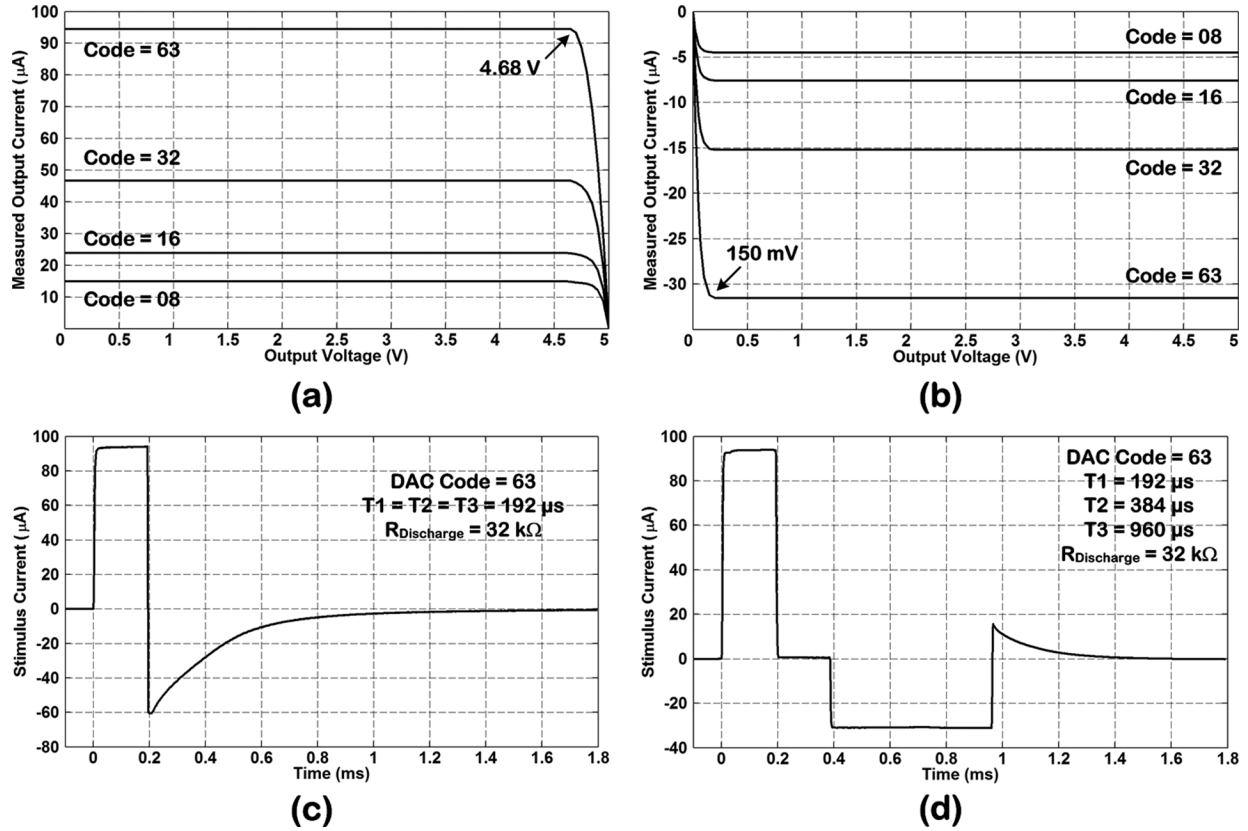 100
90
80
70
60
50
40
30
20
10
Measured Output Current (μA)
Code = 63
4.68 V
Code = 32
Code = 16
Code = 08
0 0.5 1 1.5 2 2.5 3 3.5 4 4.5 5
Output Voltage (V)
(a)
0
-5
-10
-15
-20
-25
-30
Measured Output Current (μA)
Code = 08
Code = 16
Code = 32
150 mV
Code = 63
0 0.5 1 1.5 2 2.5 3 3.5 4 4.5 5
Output Voltage (V)
(b)
100
80
60
40
20
0
-20
-40
-60
-80
Stimulus Current (μA)
DAC Code = 63
T1 = T2 = T3 = 192 μs
RDischarge = 32 kΩ
0 0.2 0.4 0.6 0.8 1 1.2 1.4 1.6 1.8
Time (ms)
(c)
100
80
60
40
20
0
-20
-40
Stimulus Current (μA)
DAC Code = 63
T1 = 192 μs
T2 = 384 μs
T3 = 960 μs
RDischarge = 32 kΩ
0 0.2 0.4 0.6 0.8 1 1.2 1.4 1.6 1.8
Time (ms)
(d)